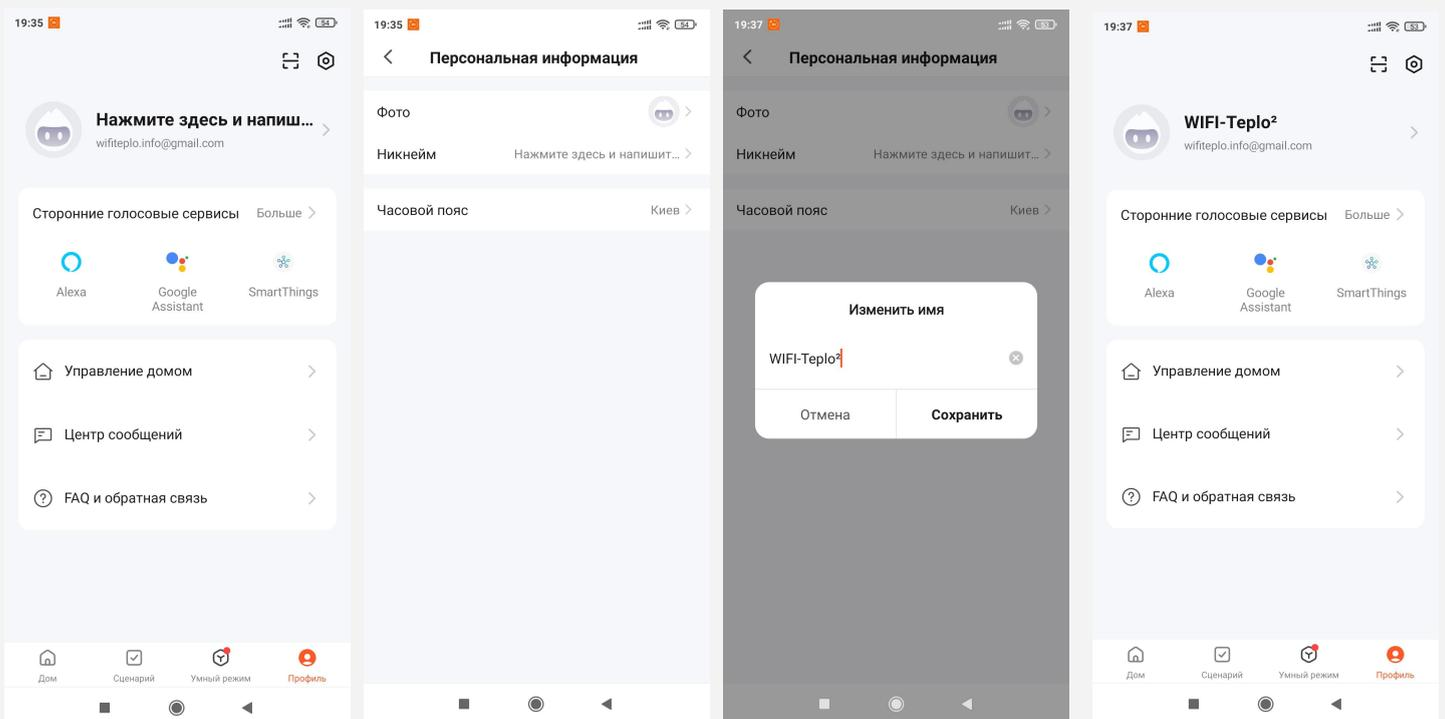 19:35
54
Нажмите здесь и напиш...
wifiteplo.info@gmail.com
Сторонние голосовые сервисы Больше
Alexa
Google
Assistant
SmartThings
Управление домом
Центр сообщений
FAQ и обратная связь
Дом Сценарий Умный режим Профиль
19:35
54
Персональная информация
Фото
Никнейм Нажмите здесь и напишит...
Часовой пояс Киев
19:37
53
Персональная информация
Фото
Никнейм Нажмите здесь и напишит...
Часовой пояс Киев
Изменить имя
WIFI-Teplo²
Отмена Сохранить
19:37
53
WIFI-Teplo²
wifiteplo.info@gmail.com
Сторонние голосовые сервисы Больше
Alexa
Google
Assistant
SmartThings
Управление домом
Центр сообщений
FAQ и обратная связь
Дом Сценарий Умный режим Профиль